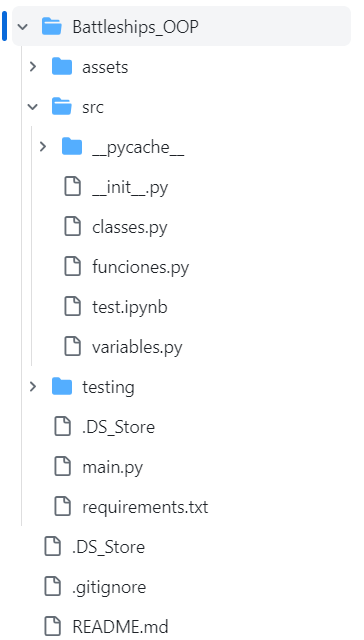 Battleships_OOP
assets
src
__pycache__
__init__.py
classes.py
funciones.py
test.ipynb
variables.py
testing
.DS_Store
main.py
requirements.txt
.DS_Store
.gitignore
README.md